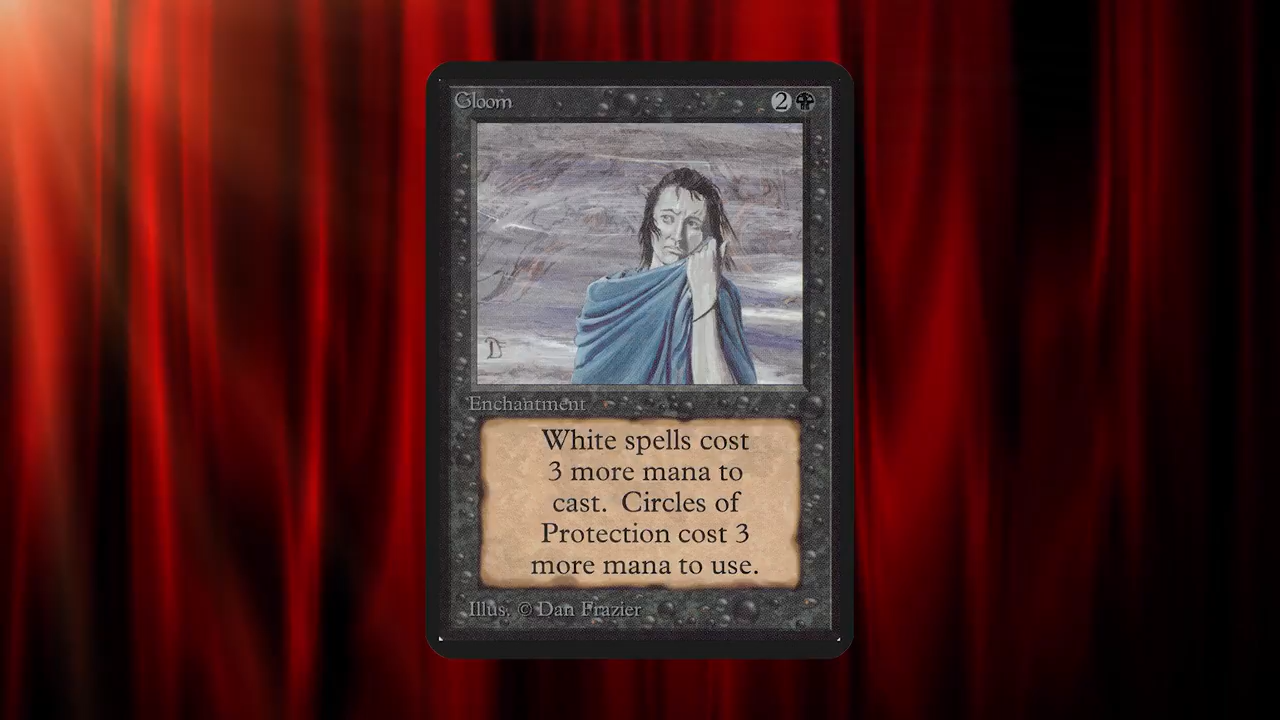 Gloom 2
D
Enchantment
White spells cost
3 more mana to
cast. Circles of
Protection cost 3
more mana to use.
Illus. © Dan Frazier